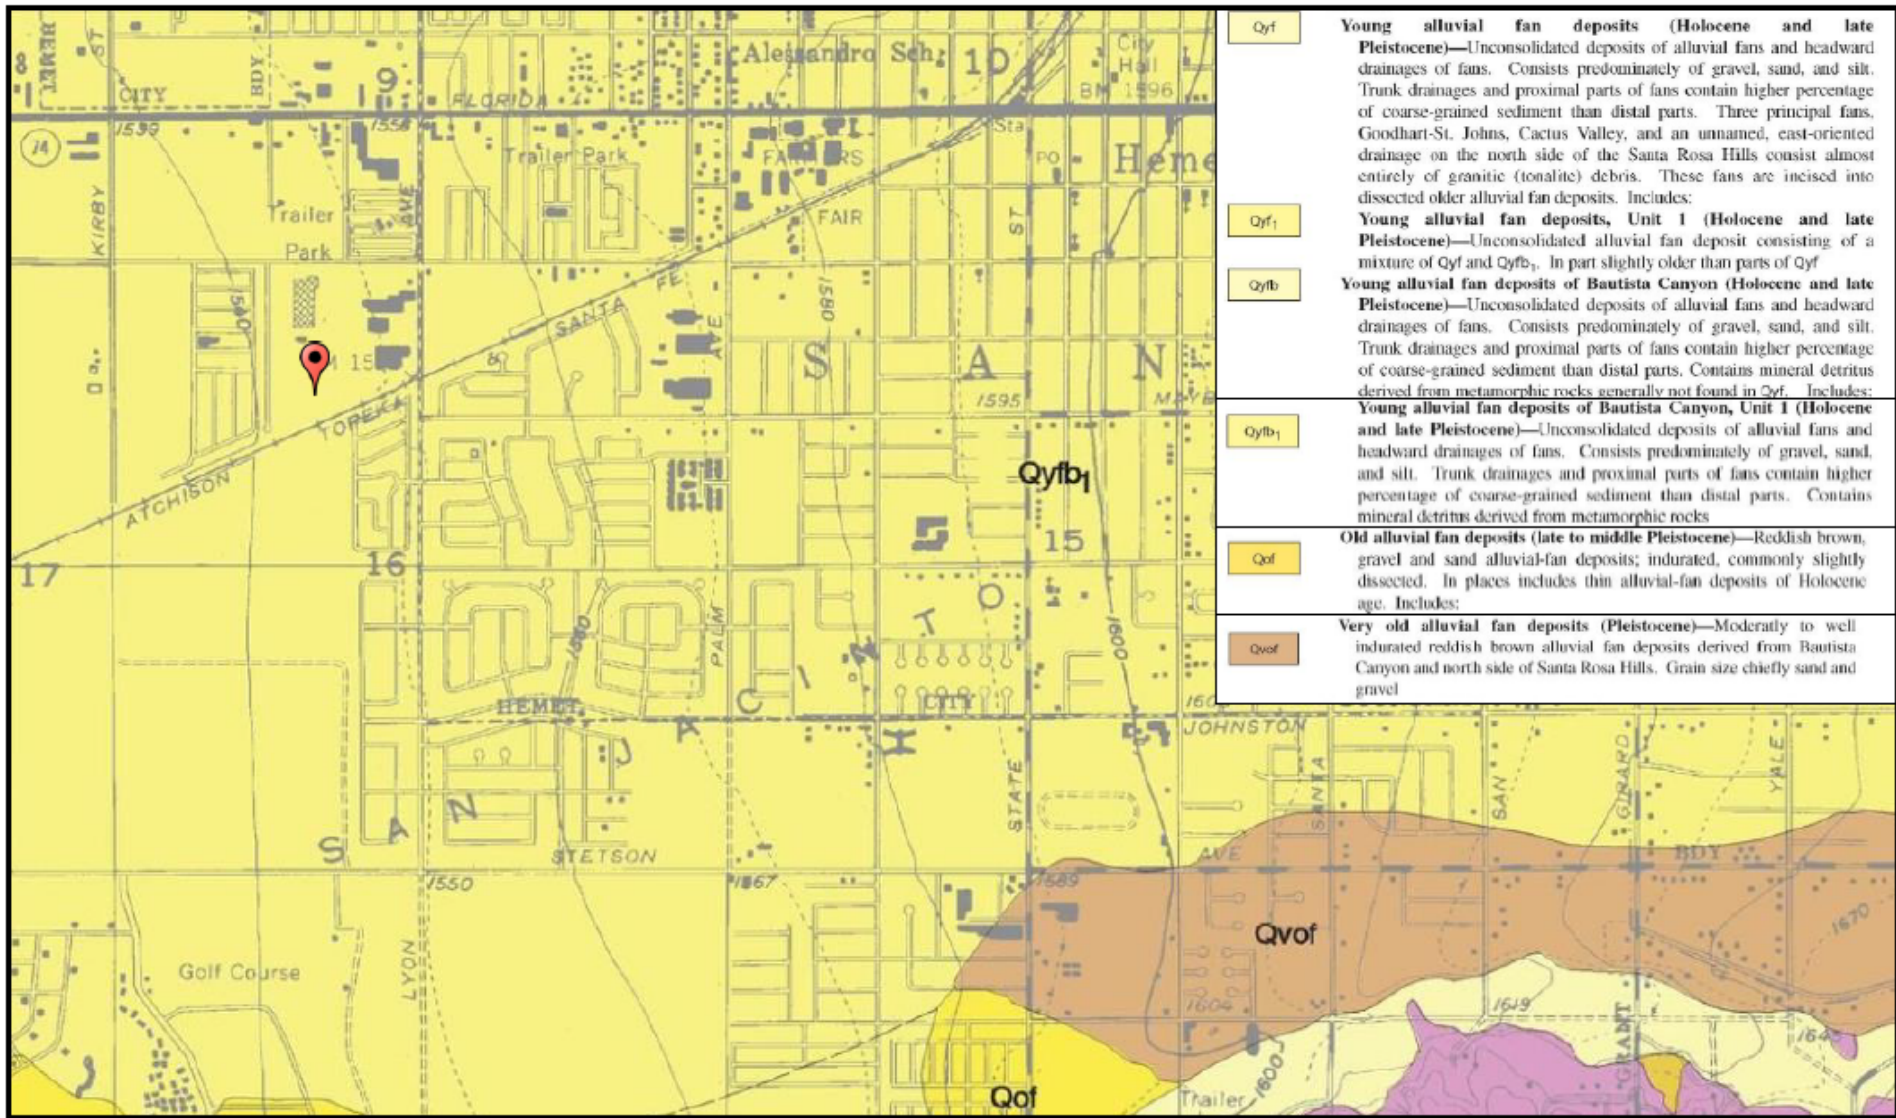 HEMET
ST
BDY
CITY
8
9
FLORIDA
Alessandro Sch.
10
City
Hall
BM 1596
1539
74
KIRBY
AVE
Trailer Park
Sta
PO
Heme
FAIR
ST
Trailer
Park
1540
1580
SANTA
FE
AVE
S A N
1595
TOPEKA
ATCHISON
Qyfb1
15
16
17
1560
PALM
1600
HEMET
CITY
JOHNSTON
S A N J A C I N T O
STATE
SANTA
SAN
GIRARD
YALE
STETSON
AVE
BDY
1550
1567
1589
LYON
Golf Course
Qvof
1670
1604
1619
GRANT
1600
Qof
Trailer
Qyf
Young alluvial fan deposits (Holocene and late
Pleistocene)—Unconsolidated deposits of alluvial fans and headward
drainages of fans. Consists predominately of gravel, sand, and silt.
Trunk drainages and proximal parts of fans contain higher percentage
of coarse-grained sediment than distal parts. Three principal fans,
Goodhart-St. Johns, Cactus Valley, and an unnamed, east-oriented
drainage on the north side of the Santa Rosa Hills consist almost
entirely of granitic (tonalite) debris. These fans are incised into
dissected older alluvial fan deposits. Includes:
Qyf1
Young alluvial fan deposits, Unit 1 (Holocene and late
Pleistocene)—Unconsolidated alluvial fan deposit consisting of a
mixture of Qyf and Qyfb1. In part slightly older than parts of Qyf
Qyfb
Young alluvial fan deposits of Bautista Canyon (Holocene and late
Pleistocene)—Unconsolidated deposits of alluvial fans and headward
drainages of fans. Consists predominately of gravel, sand, and silt.
Trunk drainages and proximal parts of fans contain higher percentage
of coarse-grained sediment than distal parts. Contains mineral detritus
derived from metamorphic rocks generally not found in Qyf. Includes:
Qyfb1
Young alluvial fan deposits of Bautista Canyon, Unit 1 (Holocene
and late Pleistocene)—Unconsolidated deposits of alluvial fans and
headward drainages of fans. Consists predominately of gravel, sand,
and silt. Trunk drainages and proximal parts of fans contain higher
percentage of coarse-grained sediment than distal parts. Contains
mineral detritus derived from metamorphic rocks
Qof
Old alluvial fan deposits (late to middle Pleistocene)—Reddish brown,
gravel and sand alluvial-fan deposits; indurated, commonly slightly
dissected. In places includes thin alluvial-fan deposits of Holocene
age. Includes:
Qvof
Very old alluvial fan deposits (Pleistocene)—Moderatly to well
indurated reddish brown alluvial fan deposits derived from Bautista
Canyon and north side of Santa Rosa Hills. Grain size chiefly sand and
gravel